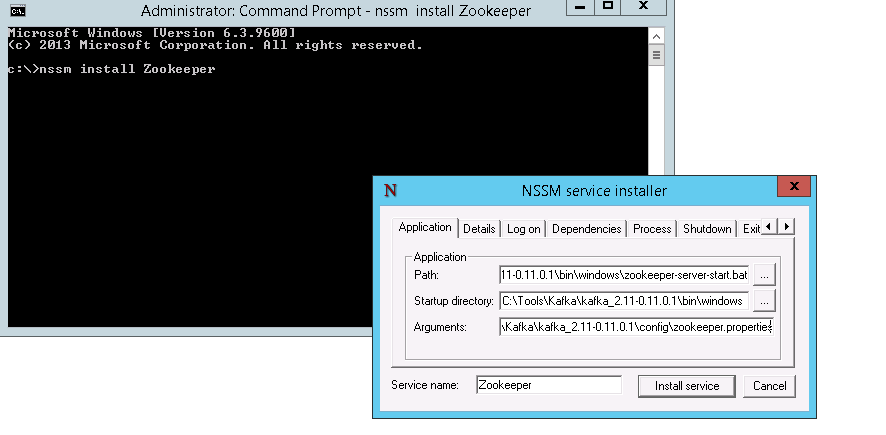 Administrator: Command Prompt - nssm install Zookeeper
Microsoft Windows [Version 6.3.9600]
(c) 2013 Microsoft Corporation. All rights reserved.
c:\>nssm install Zookeeper
N NSSM service installer
Application Details Log on Dependencies Process Shutdown Exit
Application
Path: 11-0.11.0.1\bin\windows\zookeeper-server-start.bat ...
Startup directory: C:\Tools\Kafka\kafka_2.11-0.11.0.1\bin\windows ...
Arguments: \Kafka\kafka_2.11-0.11.0.1\config\zookeeper.properties
Service name: Zookeeper Install service Cancel